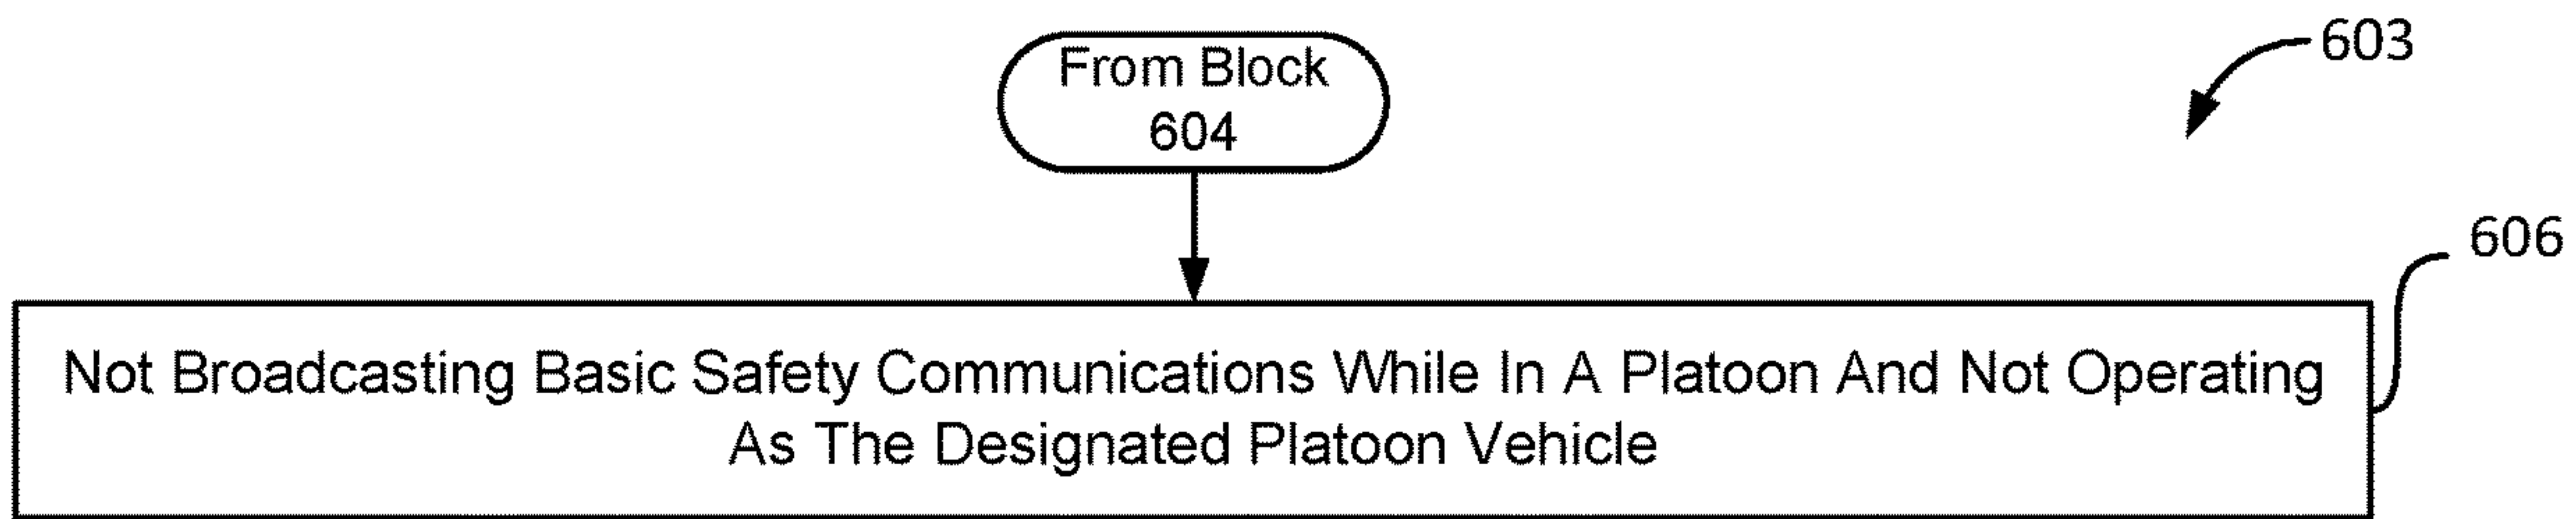 From Block
604
603
606
Not Broadcasting Basic Safety Communications While In A Platoon And Not Operating
As The Designated Platoon Vehicle